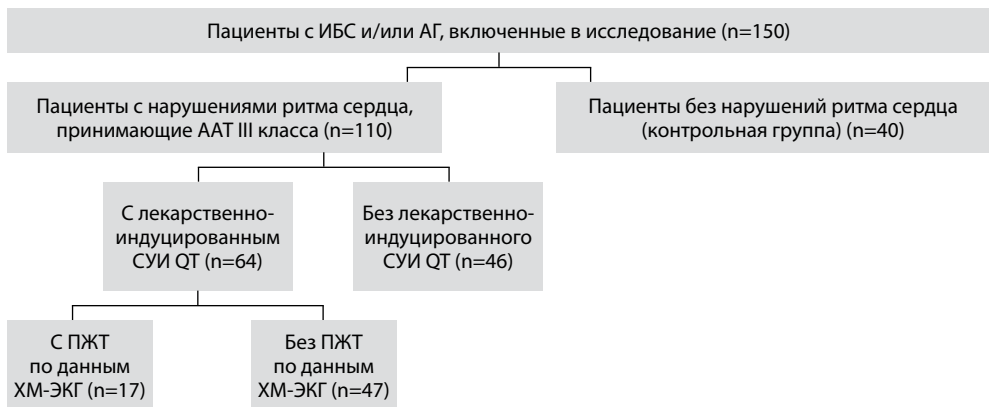 Пациенты с ИБС и/или АГ, включенные в исследование (n=150)
Пациенты с нарушениями ритма сердца,
принимающие ААТ III класса (n=110)
Пациенты без нарушений ритма сердца
(контрольная группа) (n=40)
С лекарственно-
индуцированным
СУИ QT (n=64)
Без лекарственно-
индуцированного
СУИ QT (n=46)
С ПЖТ
по данным
ХМ-ЭКГ (n=17)
Без ПЖТ
по данным
ХМ-ЭКГ (n=47)